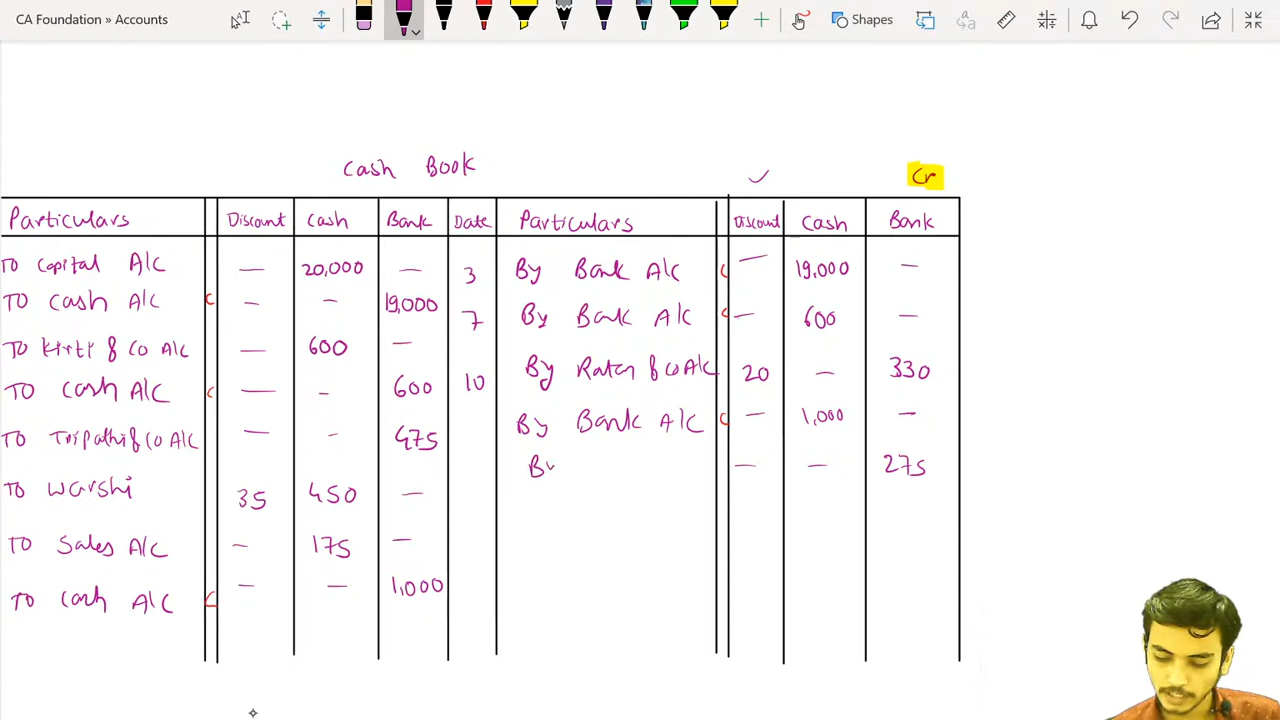 CA Foundation » Accounts
Shapes
Cash Book
Cr
Particulars Discount Cash Bank Date Particulars Discount Cash Bank
To Capital A/c — 20,000 — 3 By Bank A/c C — 19,000 —
To Cash A/c C - - 19,000 7 By Bank A/c C — 600 —
To Kirti & Co A/c — 600 — 10 By Raten & Co A/c 20 — 330
To Cash A/c C — - 600 By Bank A/c C — 1,000 —
To Tripathi & Co A/c — - 475 By — — 275
To Warshi 35 450 —
To Sales A/c - 175 —
To Cash A/c C - — 1,000